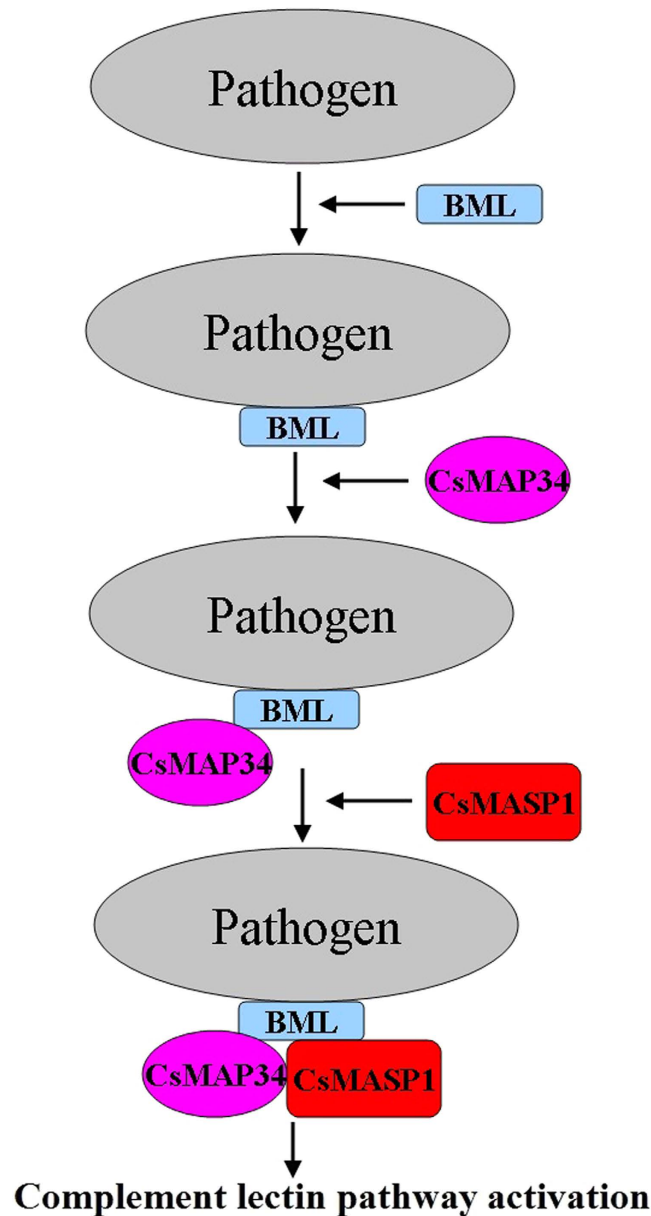 Pathogen
BML
Pathogen
BML
CsMAP34
Pathogen
BML
CsMAP34
CsMASP1
Pathogen
BML
CsMAP34
CsMASP1
Complement lectin pathway activation